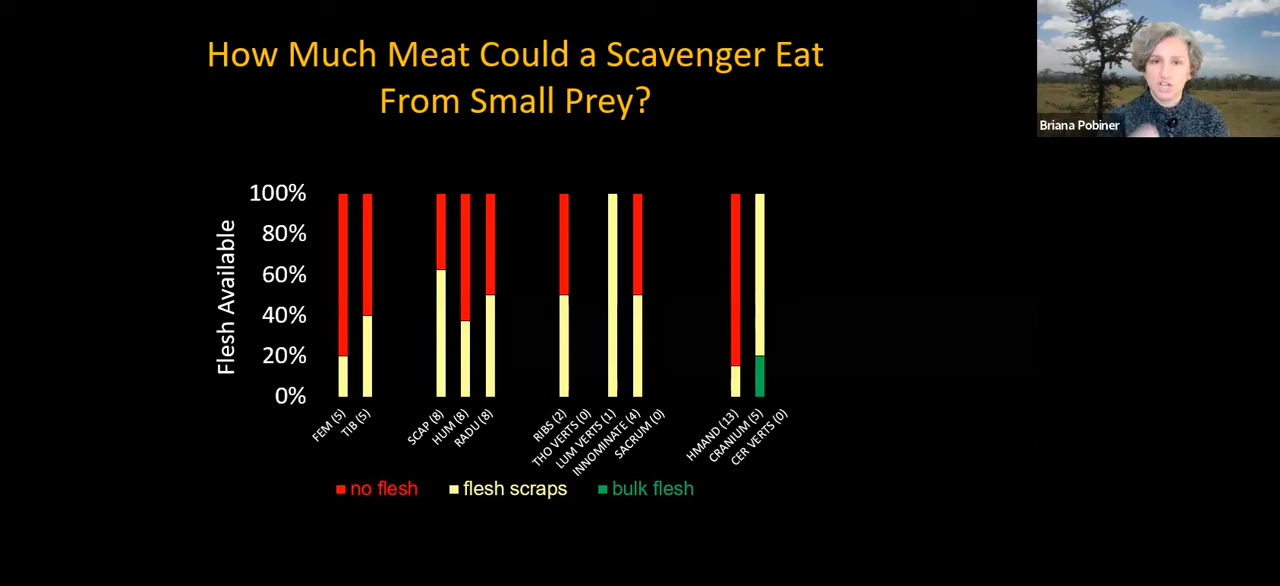 How Much Meat Could a Scavenger Eat
From Small Prey?
Briana Pobiner
Flesh Available
100%
80%
60%
40%
20%
0%
FEM (5)
TIB (5)
SCAP (8)
HUM (8)
RADU (8)
RIBS (2)
THO VERTS (0)
LUM VERTS (1)
INNOMINATE (4)
SACRUM (0)
HMAND (13)
CRANIUM (5)
CER VERTS (0)
no flesh
flesh scraps
bulk flesh